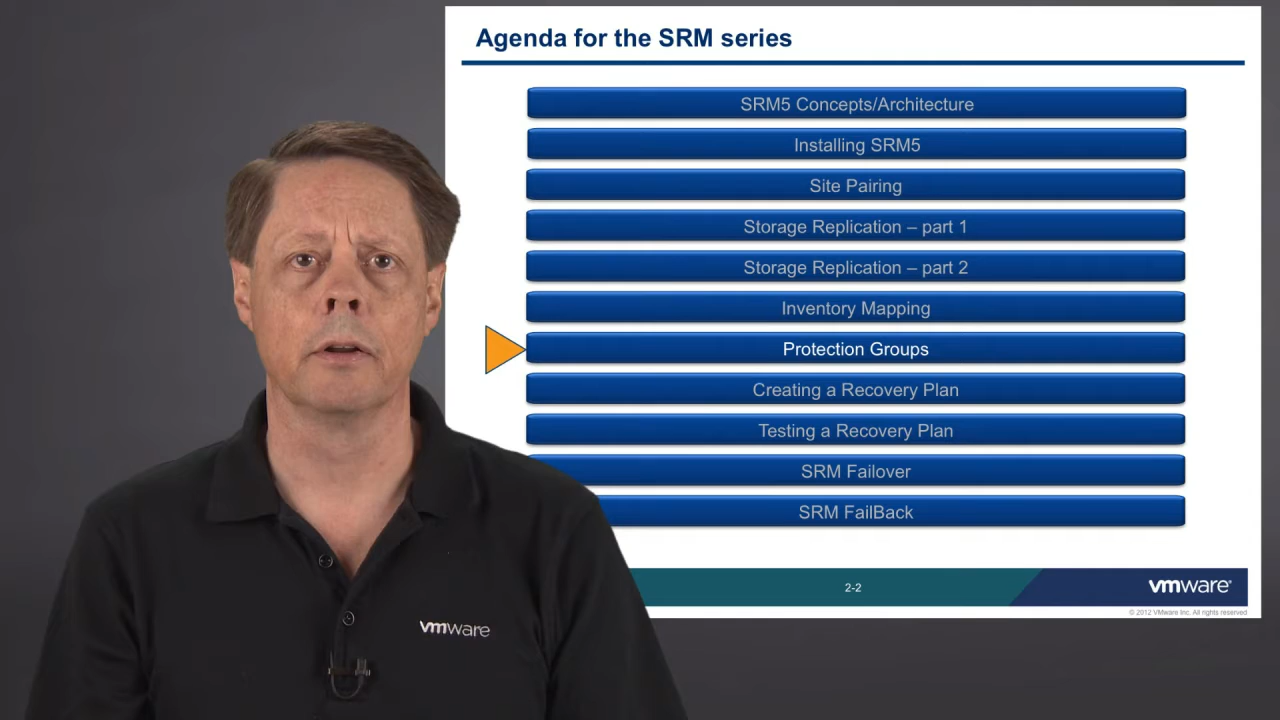 Agenda for the SRM series
SRM5 Concepts/Architecture
Installing SRM5
Site Pairing
Storage Replication – part 1
Storage Replication – part 2
Inventory Mapping
Protection Groups
Creating a Recovery Plan
Testing a Recovery Plan
SRM Failover
SRM FailBack
2-2
vmware®
© 2012 VMware Inc. All rights reserved
vmware